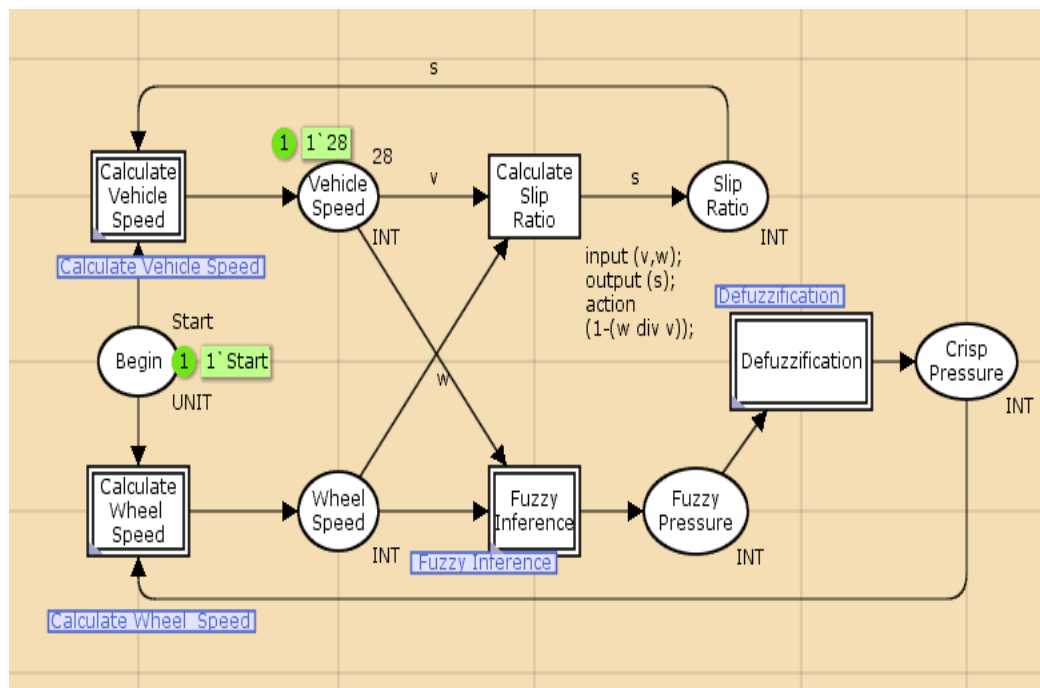 s
1 1`28
28
Calculate
Vehicle
Speed
Vehicle
Speed
v
Calculate
Slip
Ratio
s
Slip
Ratio
INT
INT
Calculate Vehicle Speed
input (v,w);
output (s);
action
(1-(w div v));
Defuzzification
Start
Begin
1 1`Start
UNIT
w
Defuzzification
Crisp
Pressure
INT
Calculate
Wheel
Speed
Wheel
Speed
INT
Fuzzy
Inference
Fuzzy Inference
Fuzzy
Pressure
INT
Calculate Wheel Speed